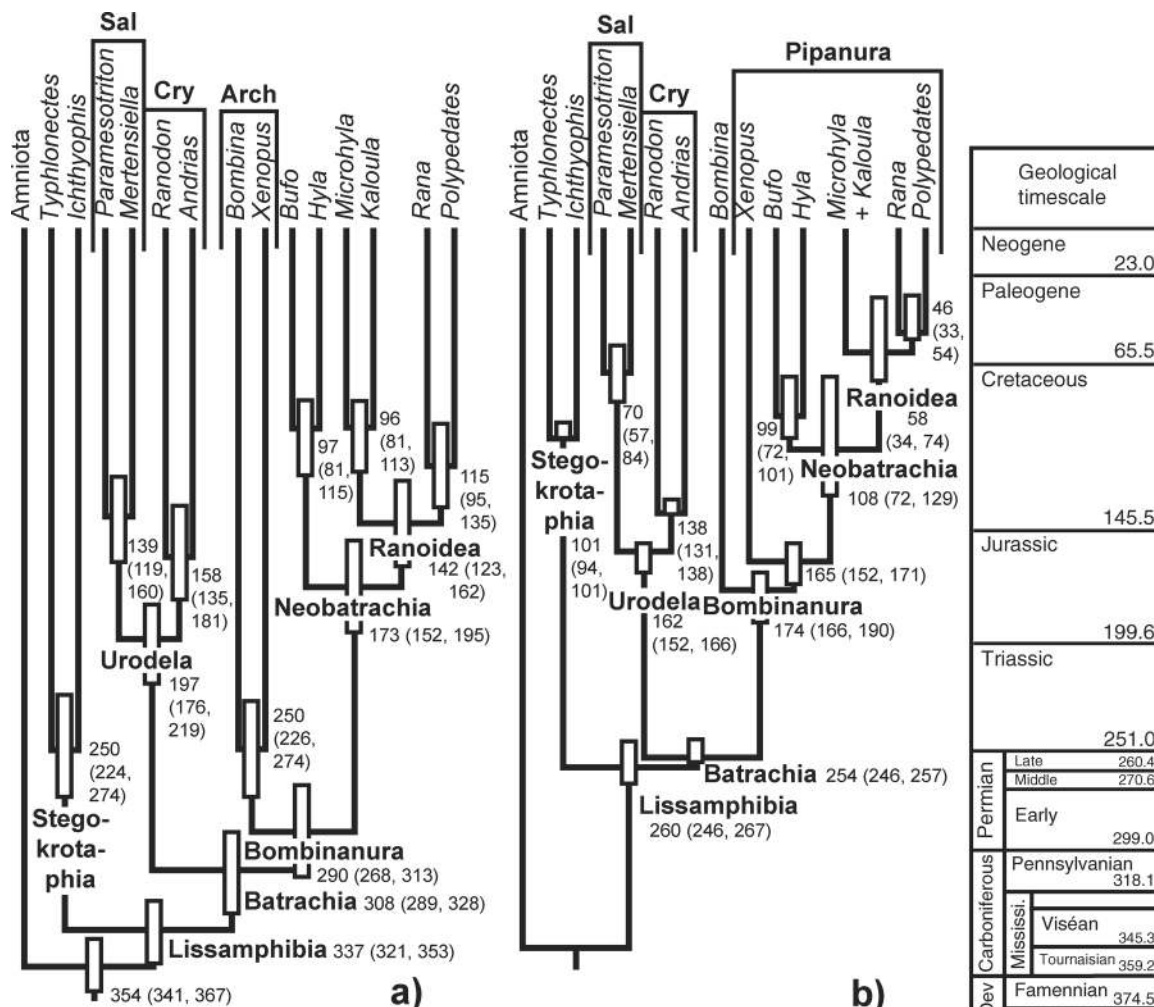 Sal
Cry
Arch
Amniota
Typhlonectes
Ichthyophis
Paramesotriton
Mertensiella
Ranodon
Andrias
Bombina
Xenopus
Bufo
Hyla
Microhyla
Kaloula
Rana
Polypedates
97
(81,
115)
96
(81,
113)
115
(95,
135)
Ranoidea
142 (123,
162)
139
(119,
160)
158
(135,
181)
Neobatrachia
173 (152, 195)
Urodela
197
(176,
219)
250
(224,
274)
250
(226,
274)
Stego-
krota-
phia
Bombinanura
290 (268, 313)
Batrachia 308 (289, 328)
Lissamphibia 337 (321, 353)
354 (341, 367)
a)
Sal
Cry
Pipanura
Amniota
Typhlonectes
Ichthyophis
Paramesotriton
Mertensiella
Ranodon
Andrias
Bombina
Xenopus
Bufo
Hyla
Microhyla
+ Kaloula
Rana
Polypedates
46
(33,
54)
Ranoidea
58
(34, 74)
70
(57,
84)
99
(72,
101)
Neobatrachia
108 (72, 129)
Stego-
krota-
phia
101
(94,
101)
138
(131,
138)
165 (152, 171)
Urodela
162
(152, 166)
Bombinanura
174 (166, 190)
Batrachia 254 (246, 257)
Lissamphibia
260 (246, 267)
b)
Geological
timescale
Neogene
23.0
Paleogene
65.5
Cretaceous
145.5
Jurassic
199.6
Triassic
251.0
Permian
Late 260.4
Middle 270.6
Early
299.0
Carboniferous
Pennsylvanian
318.1
Mississi.
Viséan
345.3
Tournaisian 359.2
Dev
Famennian 374.5